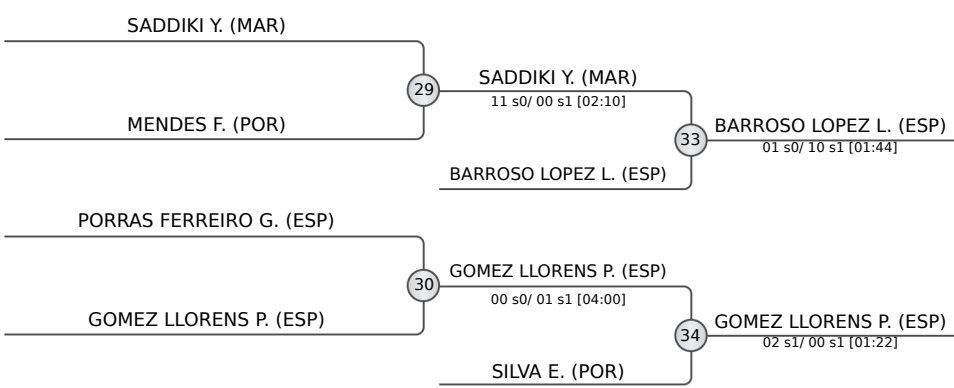 SADDIKI Y. (MAR)
29
SADDIKI Y. (MAR)
11 s0/ 00 s1 [02:10]
MENDES F. (POR)
33
BARROSO LOPEZ L. (ESP)
01 s0/ 10 s1 [01:44]
BARROSO LOPEZ L. (ESP)
PORRAS FERREIRO G. (ESP)
30
GOMEZ LLORENS P. (ESP)
00 s0/ 01 s1 [04:00]
GOMEZ LLORENS P. (ESP)
34
GOMEZ LLORENS P. (ESP)
02 s1/ 00 s1 [01:22]
SILVA E. (POR)